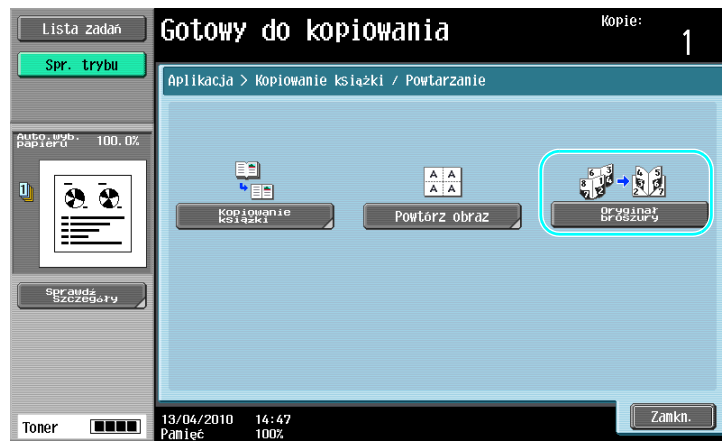 Lista zadań
Spr. trybu
Gotowy do kopiowania
Kopie:
1
Aplikacja > Kopiowanie książki / Powtarzanie
Auto.wyb.
papieru
100.0%
1
Kopiowanie
książki
A A
A A
Powtórz obraz
Oryginał
broszury
Sprawdź
Szczegóły
Toner
13/04/2010 14:47
Pamięć 100%
Zamkn.